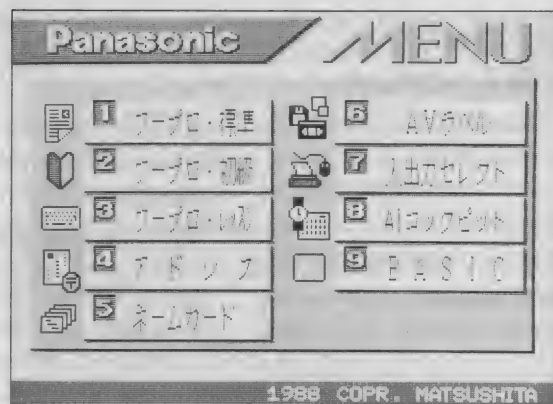 Panasonic
MENU
1 ワープロ・標準
2 ワープロ・初級
3 ワープロ・レッスン
4 アドップ
5 ネームカード
6 AVラベル
7 入出力セレクト
8 AIコックピット
9 BASIC
1988 COPR. MATSUSHITA